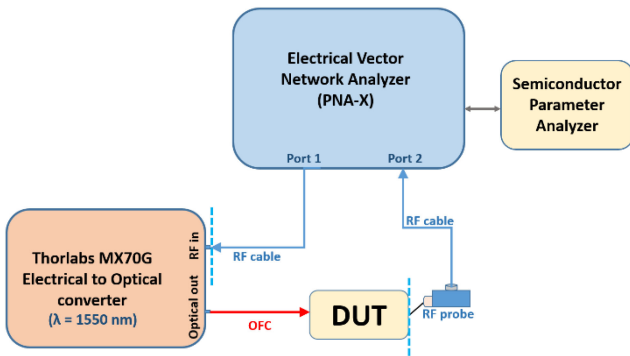 Electrical Vector
Network Analyzer
(PNA-X)
Semiconductor
Parameter
Analyzer
Port 1
Port 2
RF cable
RF cable
Thorlabs MX70G
Electrical to Optical
converter
(λ = 1550 nm)
RF in
Optical out
OFC
DUT
RF probe